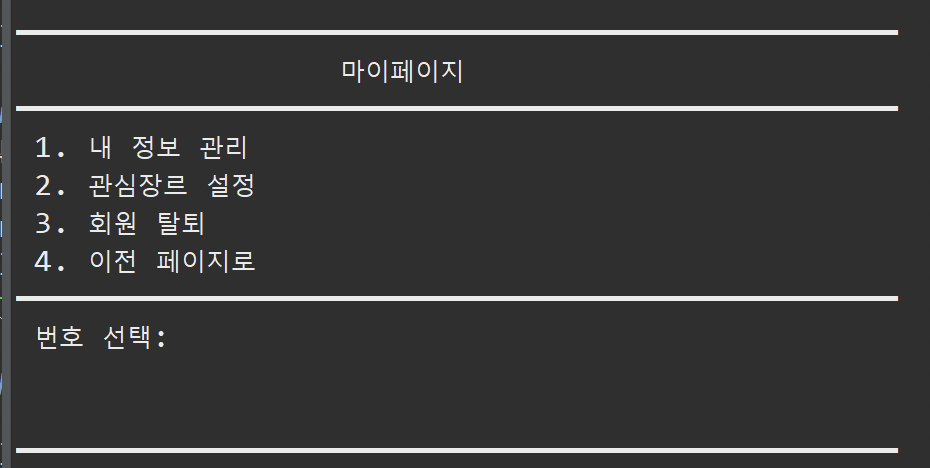 마이페이지
1. 내 정보 관리
2. 관심장르 설정
3. 회원 탈퇴
4. 이전 페이지로
번호 선택: